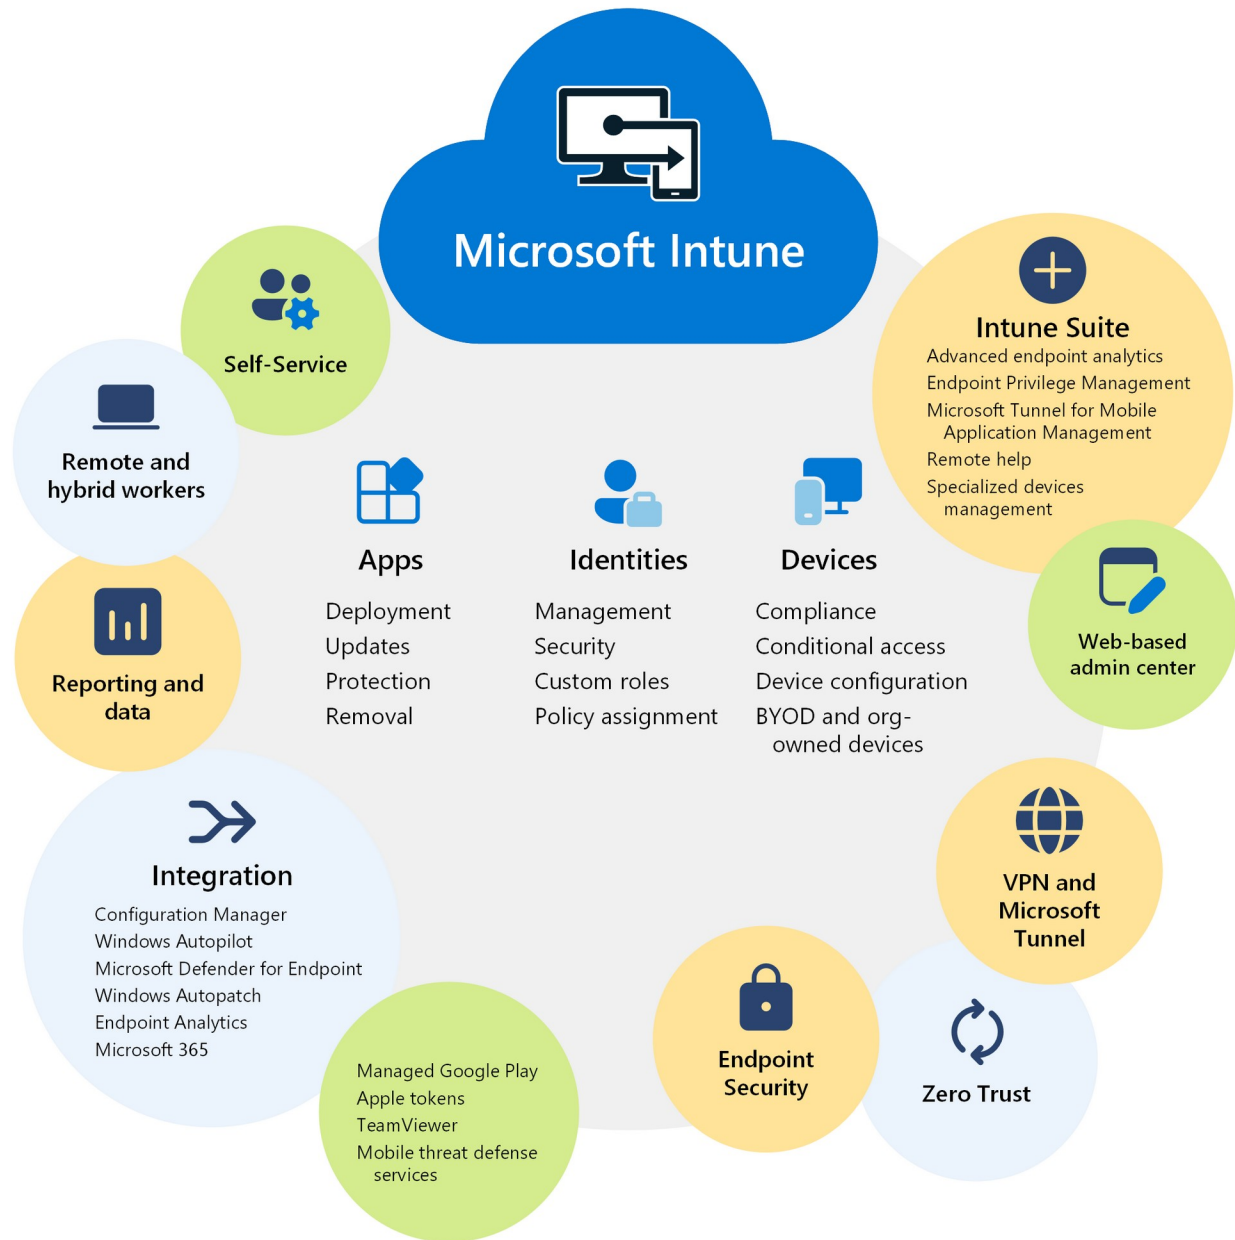 Microsoft Intune
Self-Service
Remote and
hybrid workers
Reporting and
data
Integration
Configuration Manager
Windows Autopilot
Microsoft Defender for Endpoint
Windows Autopatch
Endpoint Analytics
Microsoft 365
Managed Google Play
Apple tokens
TeamViewer
Mobile threat defense
services
Apps
Deployment
Updates
Protection
Removal
Identities
Management
Security
Custom roles
Policy assignment
Devices
Compliance
Conditional access
Device configuration
BYOD and org-
owned devices
Intune Suite
Advanced endpoint analytics
Endpoint Privilege Management
Microsoft Tunnel for Mobile
Application Management
Remote help
Specialized devices
management
Web-based
admin center
VPN and
Microsoft
Tunnel
Endpoint
Security
Zero Trust